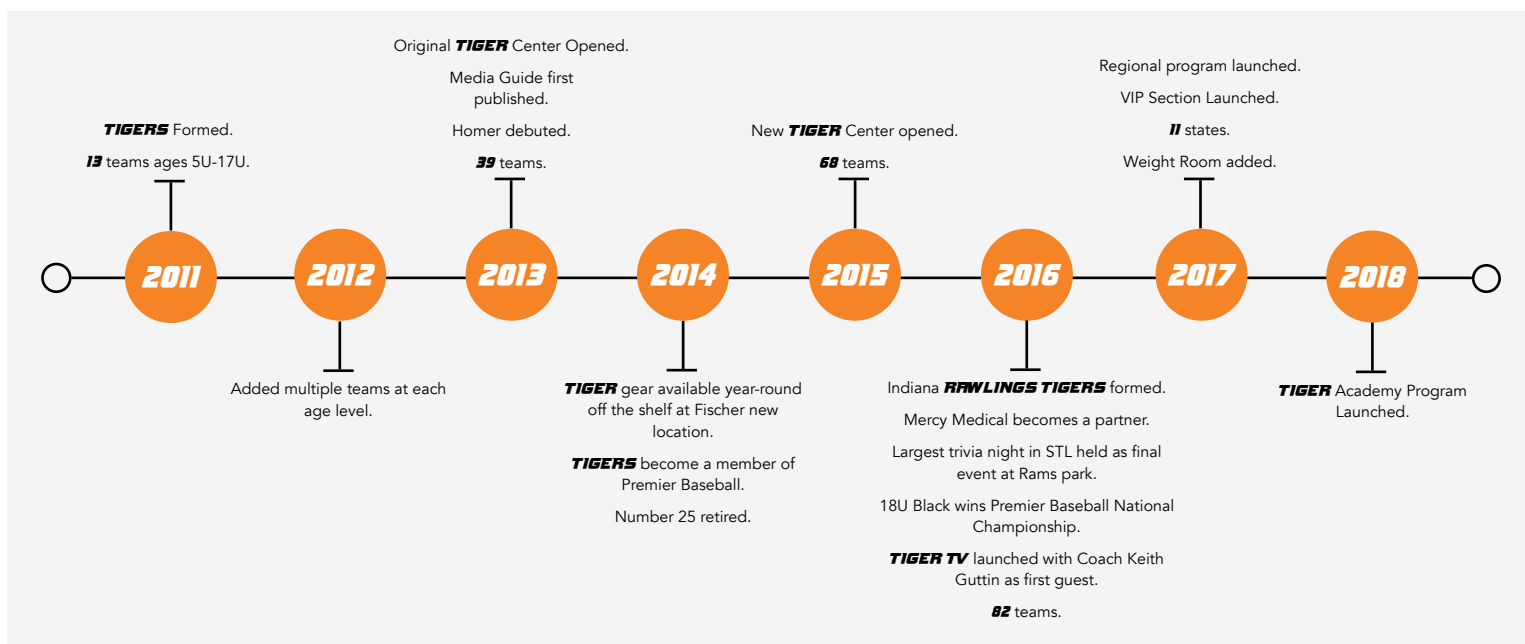 TIGERS Formed.
13 teams ages 5U-17U.
2011
2012
Added multiple teams at each
age level.
Original TIGER Center Opened.
Media Guide first
published.
Homer debuted.
39 teams.
2013
2014
TIGER gear available year-round
off the shelf at Fischer new
location.
TIGERS become a member of
Premier Baseball.
Number 25 retired.
New TIGER Center opened.
68 teams.
2015
2016
Indiana RAWLINGS TIGERS formed.
Mercy Medical becomes a partner.
Largest trivia night in STL held as final
event at Rams park.
18U Black wins Premier Baseball National
Championship.
TIGER TV launched with Coach Keith
Guttin as first guest.
82 teams.
Regional program launched.
VIP Section Launched.
11 states.
Weight Room added.
2017
2018
TIGER Academy Program
Launched.